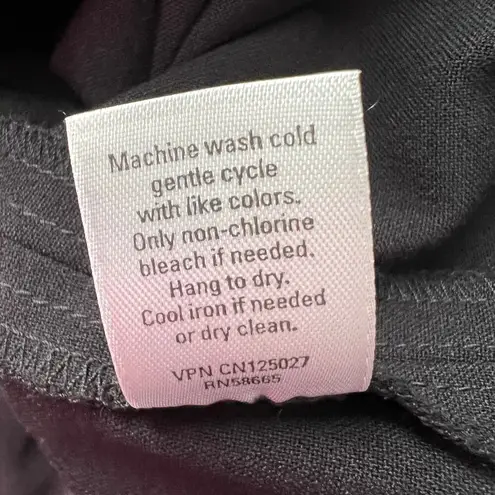 Machine wash cold
gentle cycle
with like colors.
Only non-chlorine
bleach if needed.
Hang to dry.
Cool iron if needed
or dry clean.
VPN CN125027
RN58665